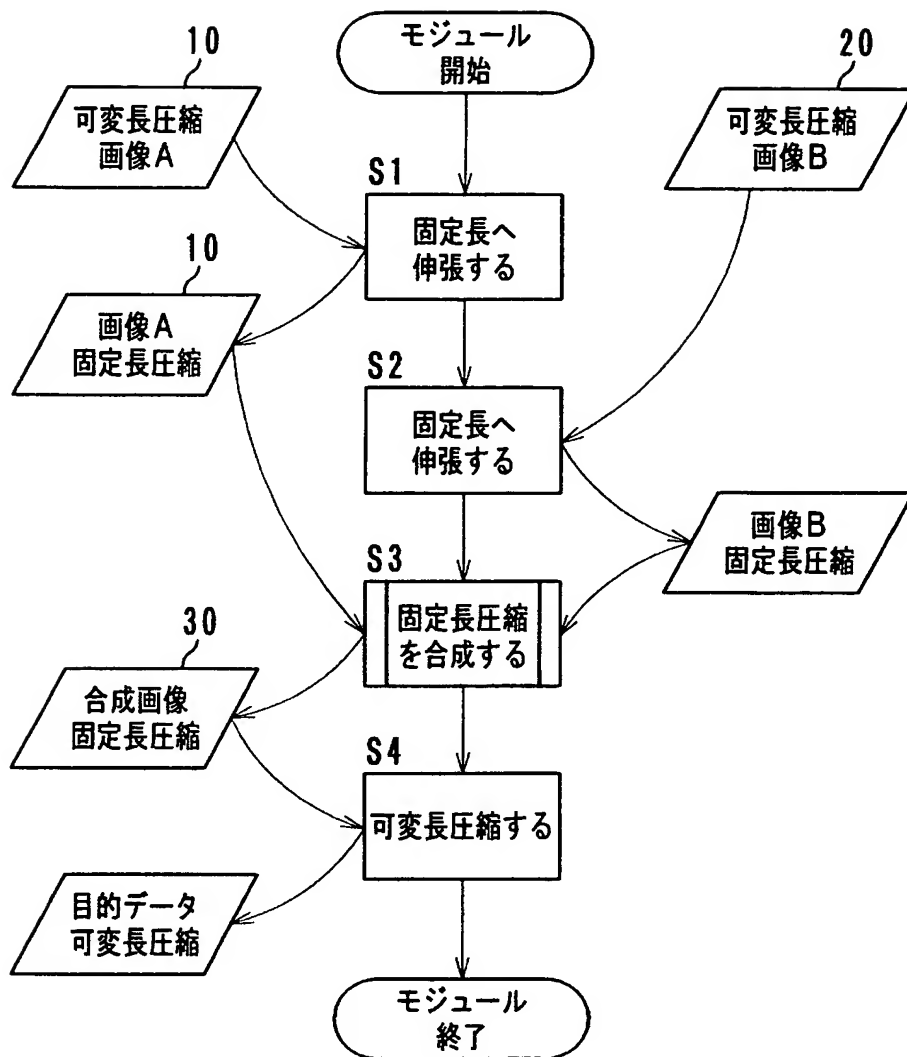 モジュール
開始
10
可変長圧縮
画像A
20
可変長圧縮
画像B
S1
固定長へ
伸張する
10
画像A
固定長圧縮
S2
固定長へ
伸張する
画像B
固定長圧縮
S3
固定長圧縮
を合成する
30
合成画像
固定長圧縮
S4
可変長圧縮する
目的データ
可変長圧縮
モジュール
終了